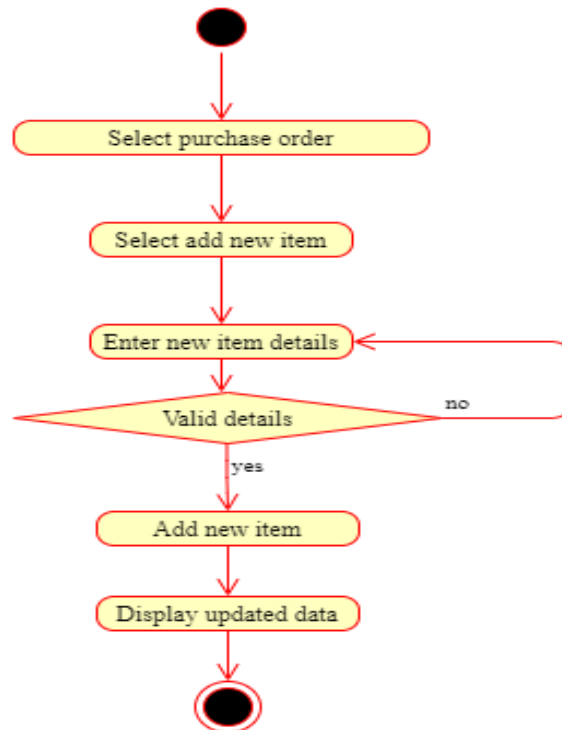 Select purchase order
Select add new item
Enter new item details
Valid details
no
yes
Add new item
Display updated data